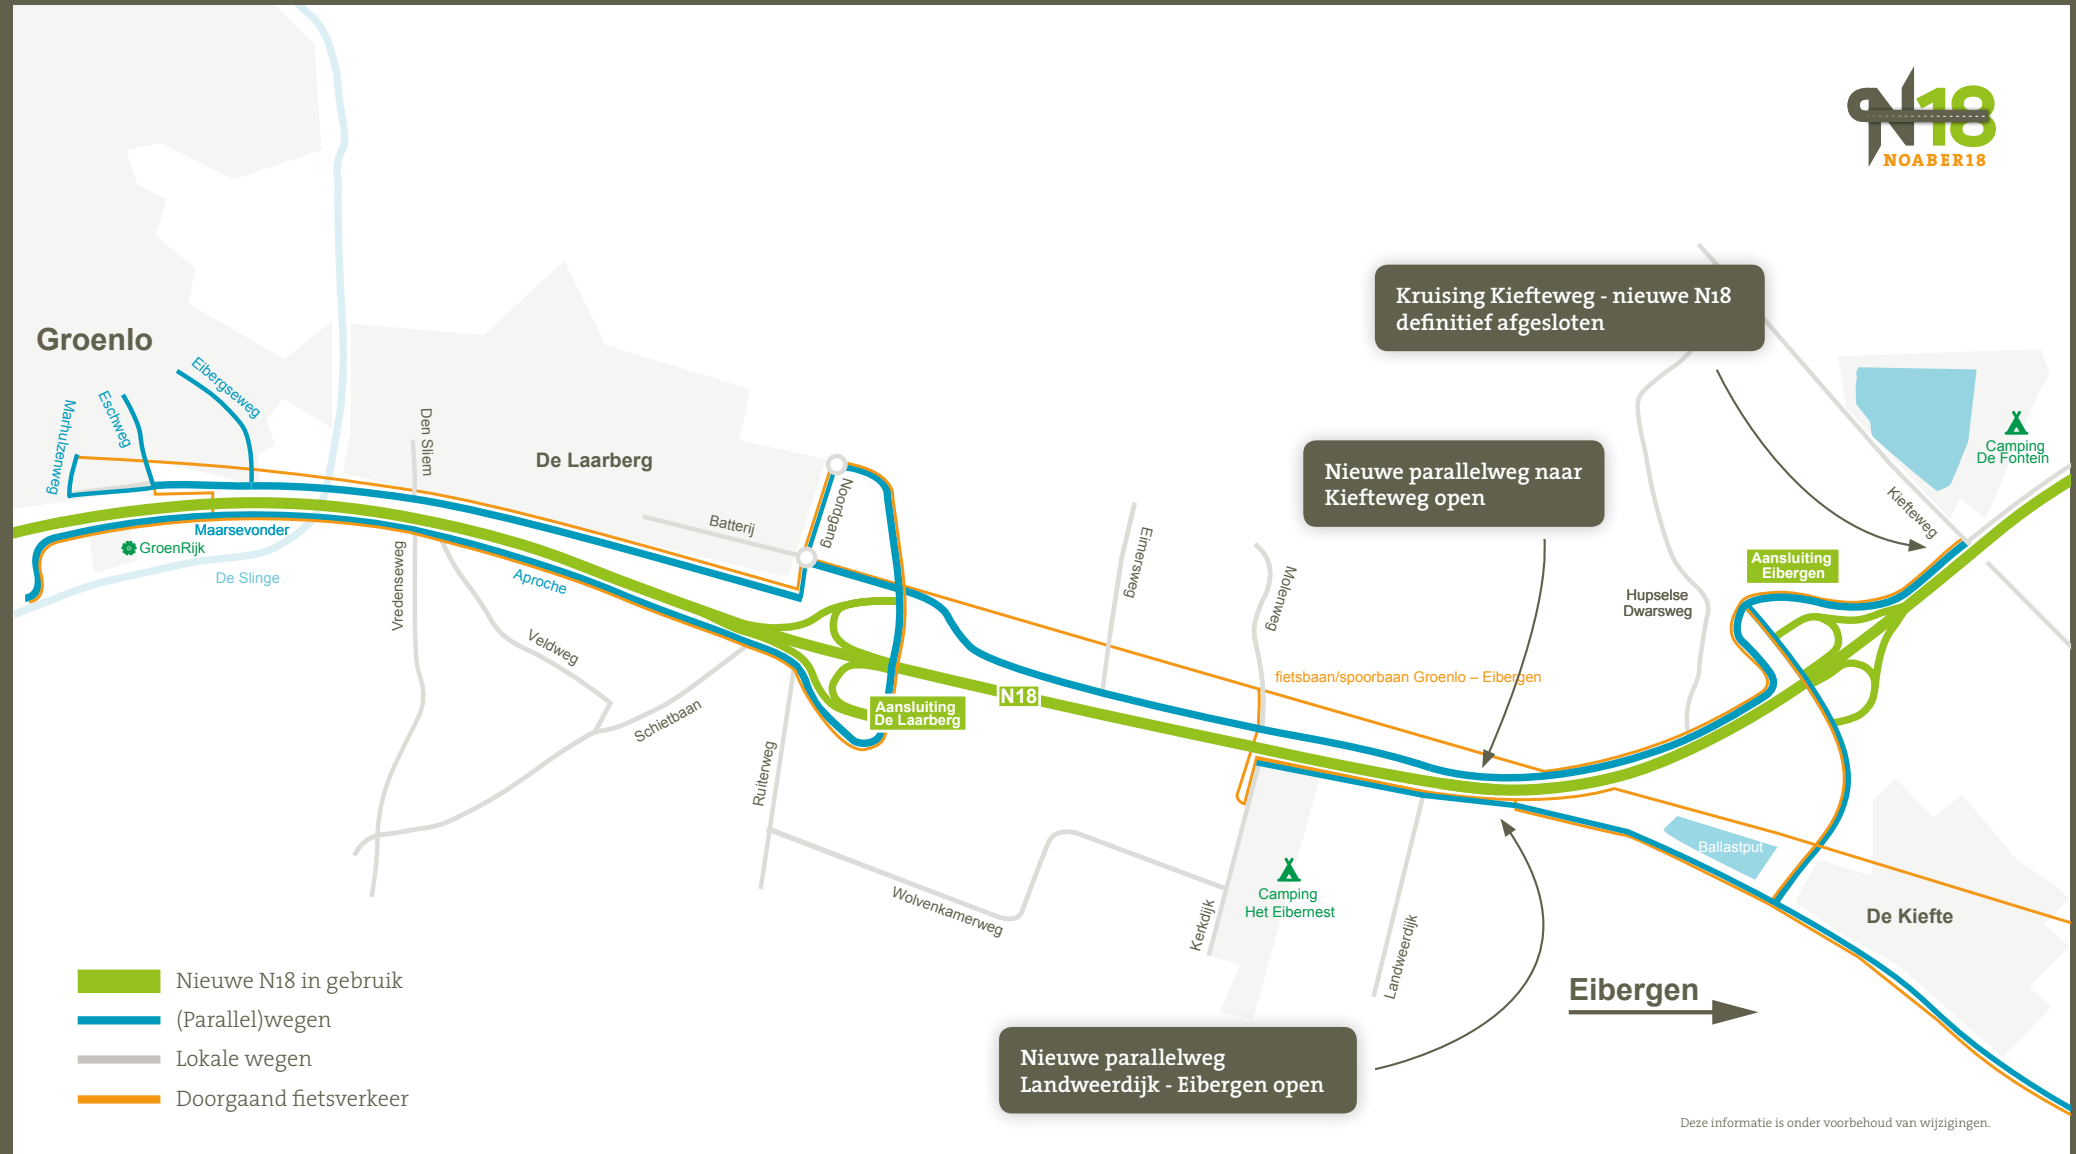 N18
NOABER18
Kruising Kiefteweg - nieuwe N18
definitief afgesloten
Groenlo
Eibergseweg
Eschweg
Marhulzenweg
Den Sliem
De Laarberg
Noordgang
Batterij
Nieuwe parallelweg naar
Kiefteweg open
Camping
De Fontein
Kiefteweg
Maarsevonder
GroenRijk
De Slinge
Vredenseweg
Aproche
Eimersweg
Molenweg
Aansluiting
Eibergen
Hupselse
Dwarsweg
Veldweg
Schietbaan
fietsbaan/spoorbaan Groenlo – Eibergen
N18
Aansluiting
De Laarberg
Ruiterweg
Ballastput
Wolvenkamerweg
Kerkdijk
Camping
Het Eibernest
Landweerdijk
De Kiefte
Eibergen
Nieuwe N18 in gebruik
(Parallel)wegen
Lokale wegen
Doorgaand fietsverkeer
Nieuwe parallelweg
Landweerdijk - Eibergen open
Deze informatie is onder voorbehoud van wijzigingen.